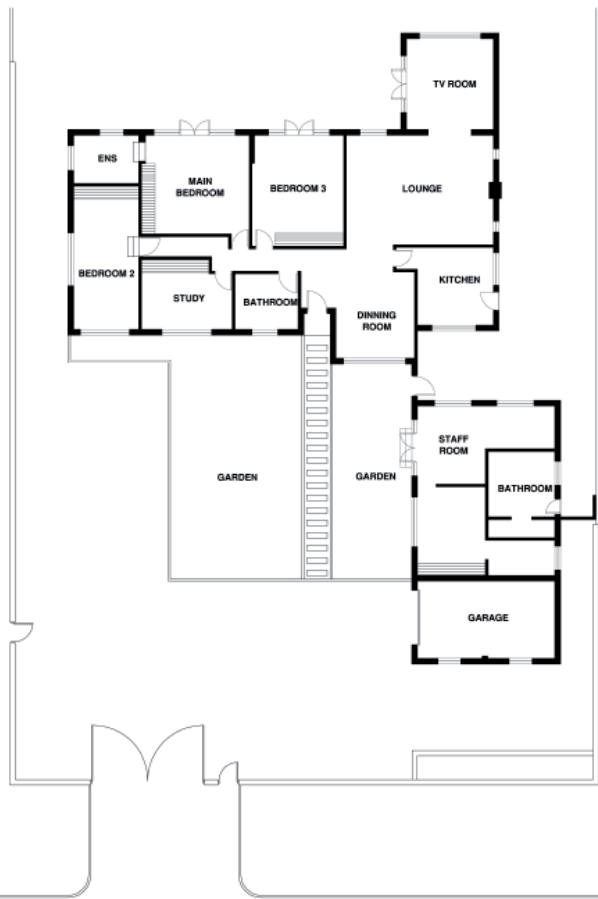 TV ROOM
ENS
MAIN
BEDROOM
BEDROOM 3
LOUNGE
BEDROOM 2
STUDY
BATHROOM
KITCHEN
DINNING
ROOM
STAFF
ROOM
GARDEN
GARDEN
BATHROOM
GARAGE